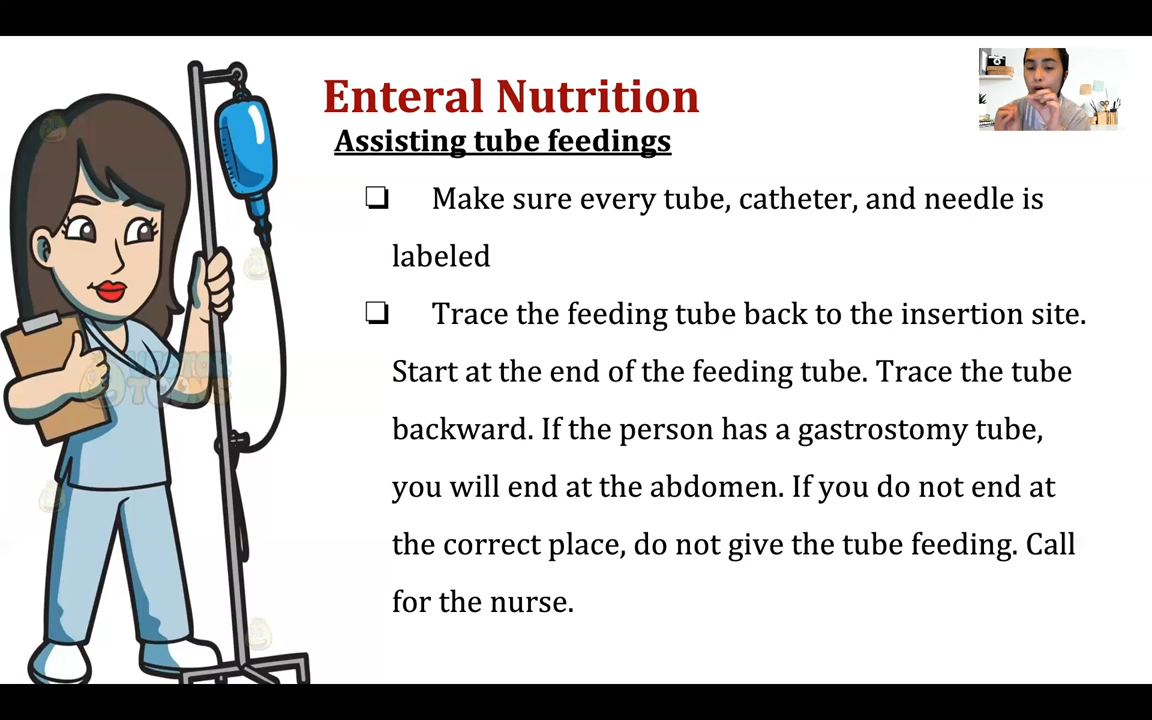 Enteral Nutrition
Assisting tube feedings
❏ Make sure every tube, catheter, and needle is
labeled
❏ Trace the feeding tube back to the insertion site.
Start at the end of the feeding tube. Trace the tube
backward. If the person has a gastrostomy tube,
you will end at the abdomen. If you do not end at
the correct place, do not give the tube feeding. Call
for the nurse.